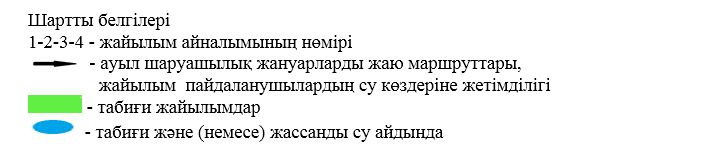 Шартты белгілері
1-2-3-4 - жайылым айналымының нөмірі
- ауыл шаруашылық жануарларды жаю маршруттары,
жайылым пайдаланушылардың су көздеріне жетімділігі
- табиғи жайылымдар
- табиғи және (немесе) жассанды су айдында